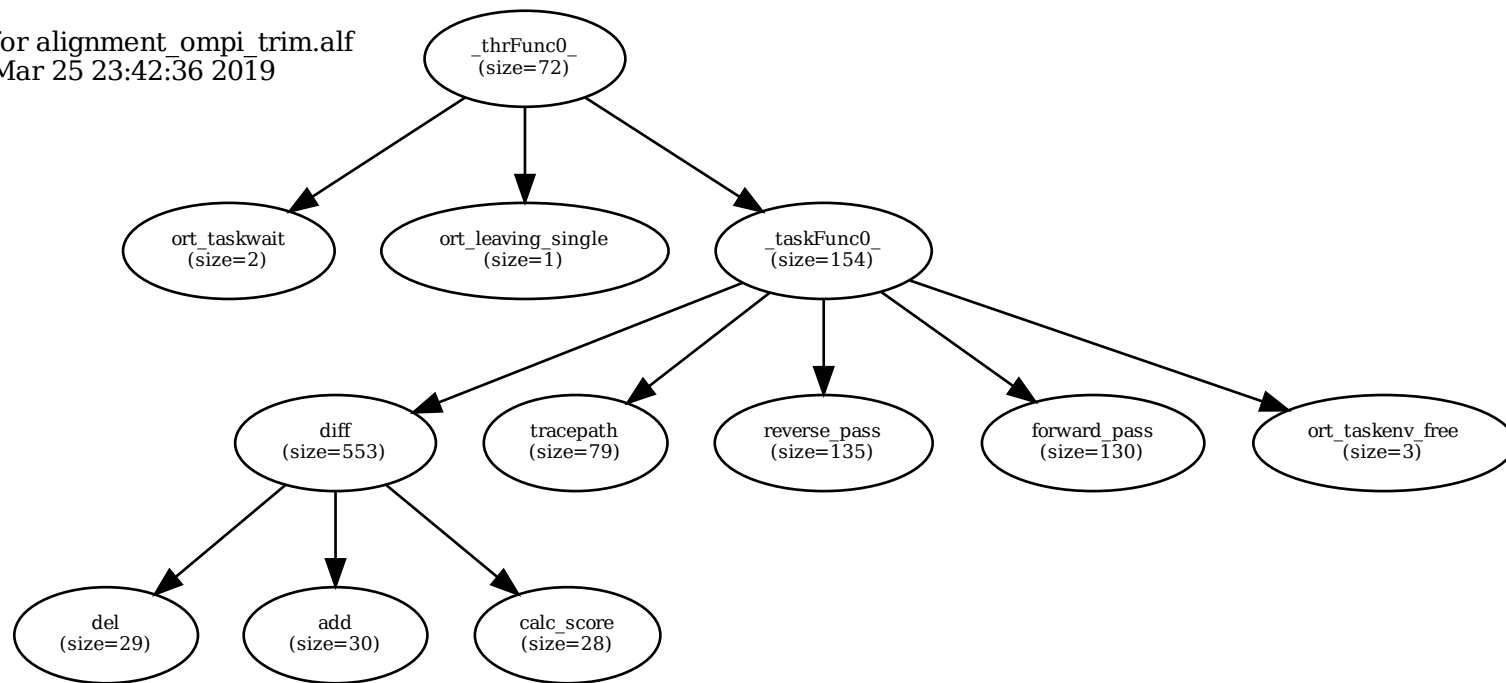 for alignment_ompi_trim.alf
Mar 25 23:42:36 2019
_thrFunc0_
(size=72)
ort_taskwait
(size=2)
ort_leaving_single
(size=1)
_taskFunc0_
(size=154)
diff
(size=553)
tracepath
(size=79)
reverse_pass
(size=135)
forward_pass
(size=130)
ort_taskenv_free
(size=3)
del
(size=29)
add
(size=30)
calc_score
(size=28)